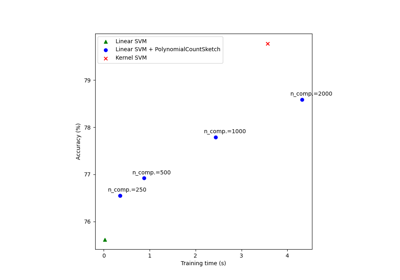 Linear SVM
Linear SVM + PolynomialCountSketch
Kernel SVM
n_comp.=2000
n_comp.=1000
n_comp.=500
n_comp.=250
Accuracy (%)
79
78
77
76
0
1
2
3
4
Training time (s)